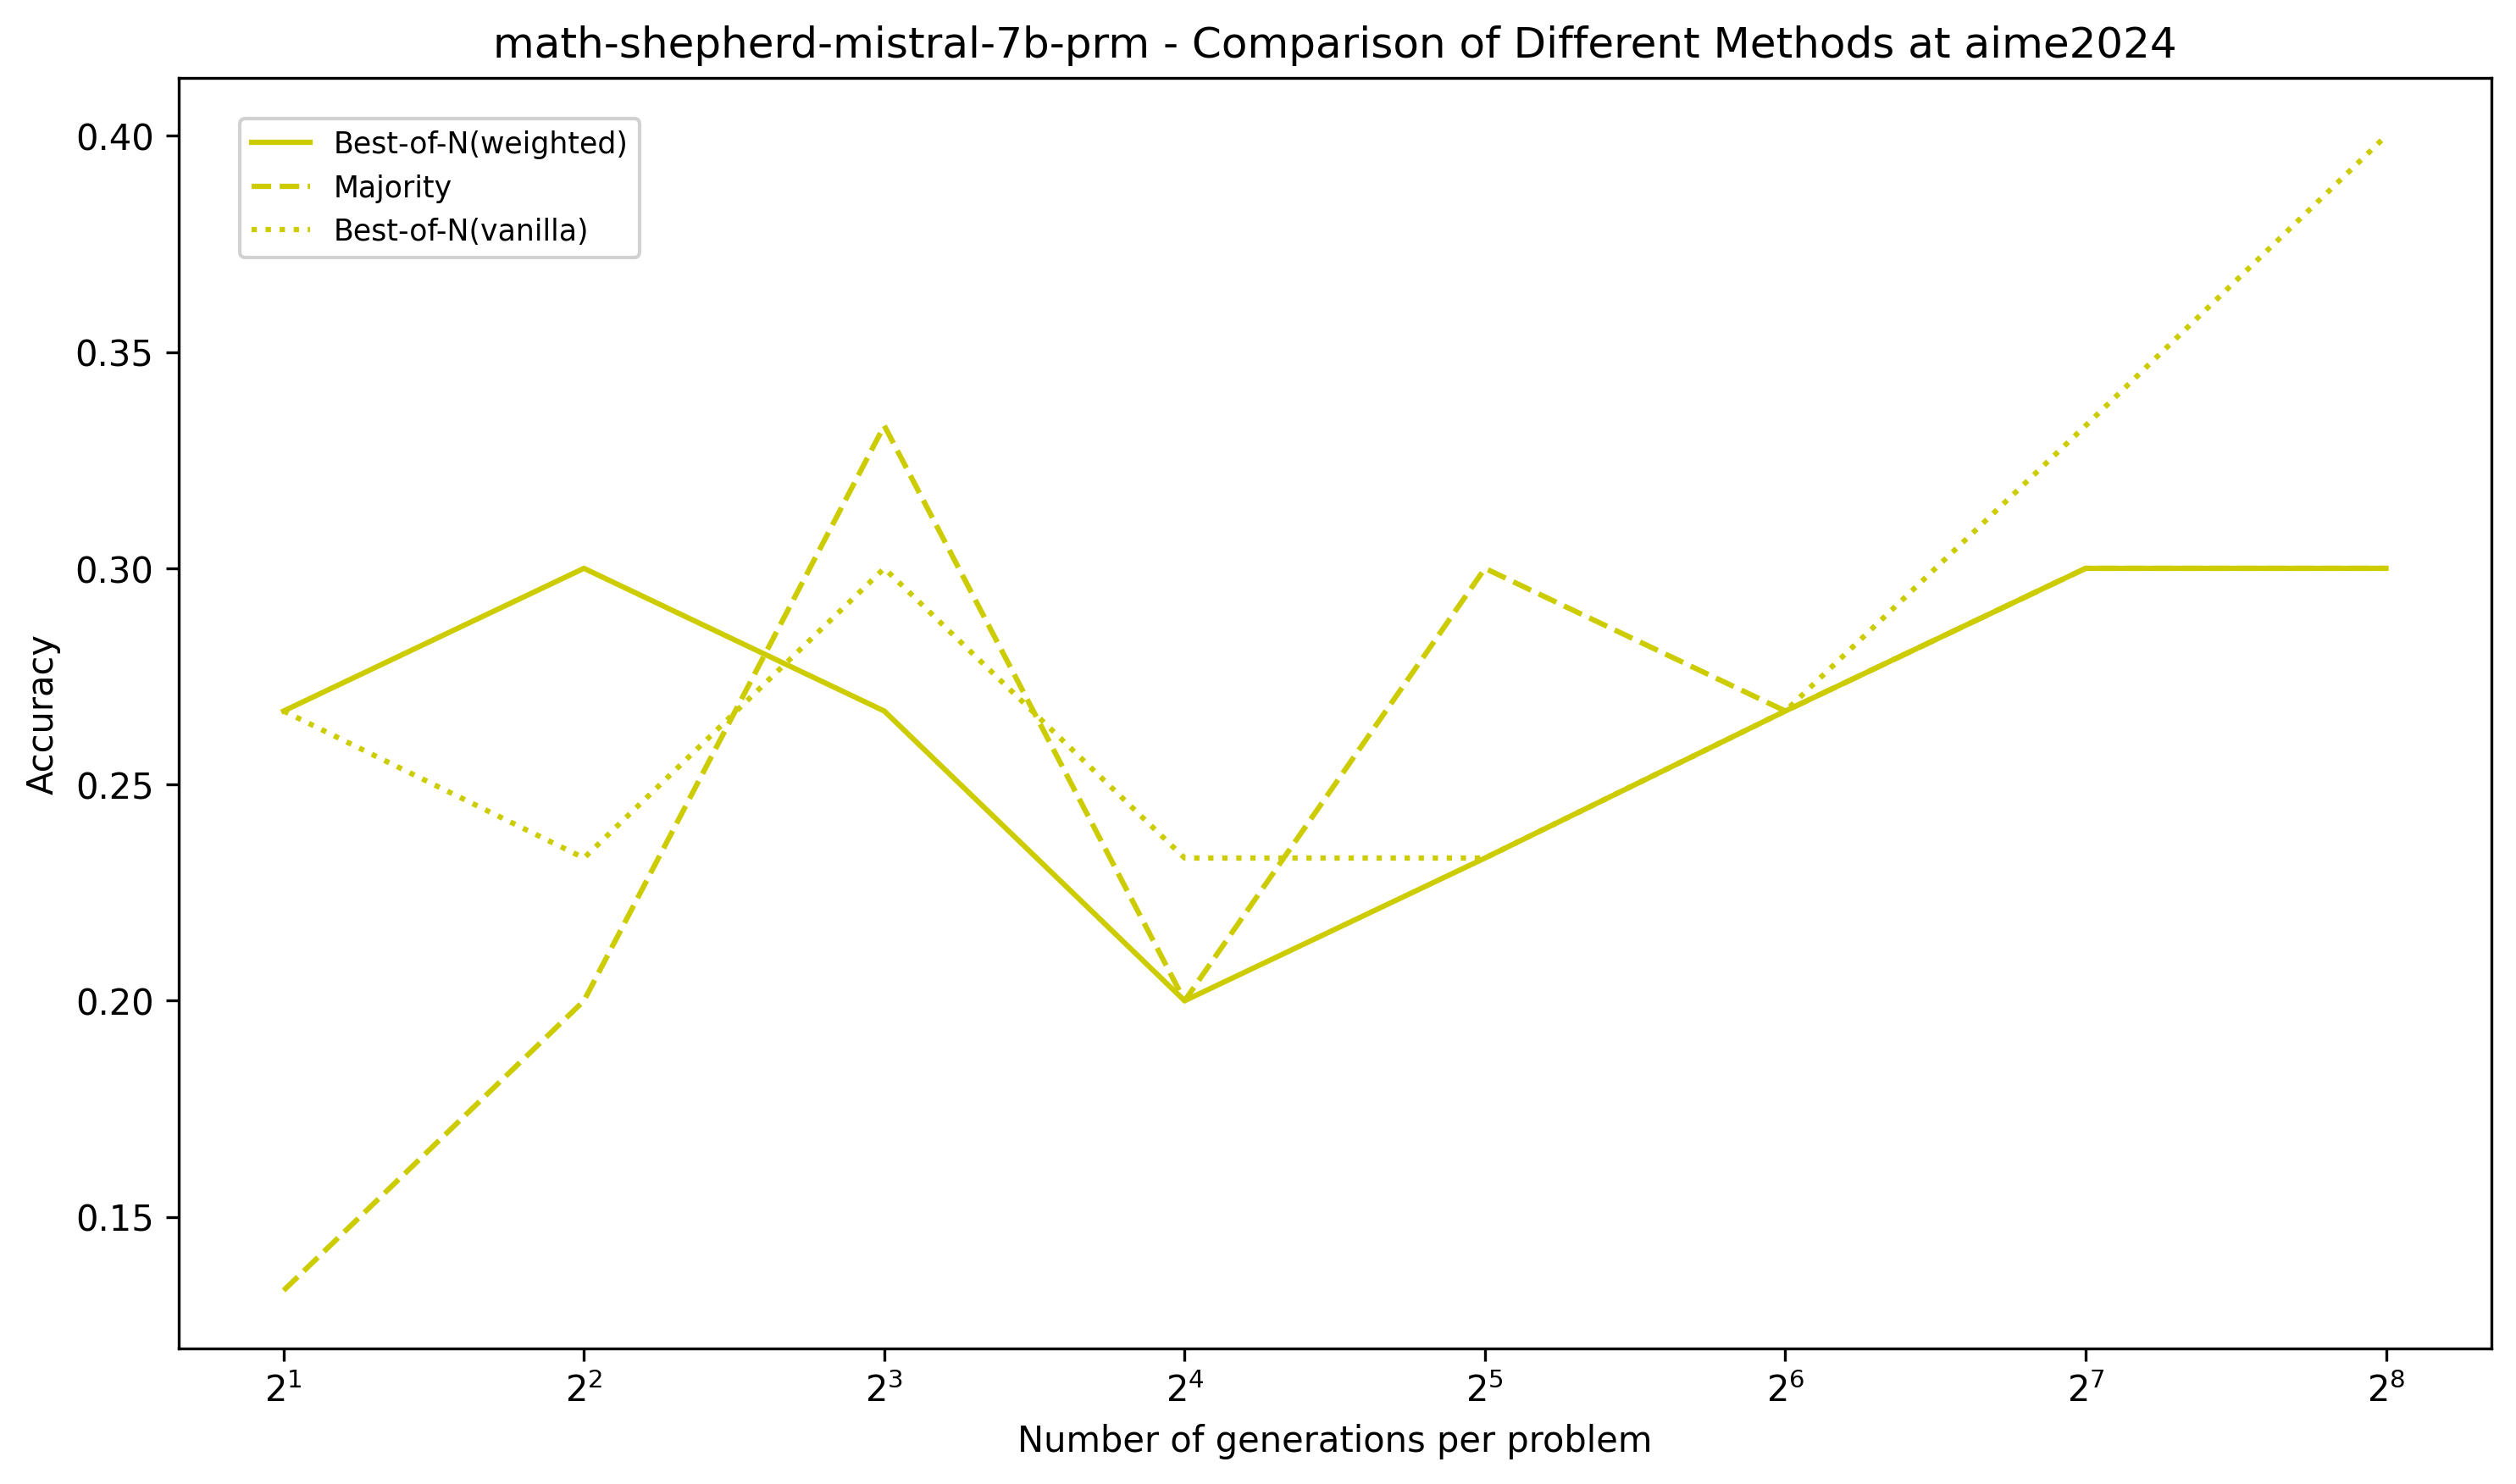 math-shepherd-mistral-7b-prm - Comparison of Different Methods at aime2024
Best-of-N(weighted)
Majority
Best-of-N(vanilla)
Accuracy
0.40
0.35
0.30
0.25
0.20
0.15
2¹ 2² 2³ 2⁴ 2⁵ 2⁶ 2⁷ 2⁸
Number of generations per problem